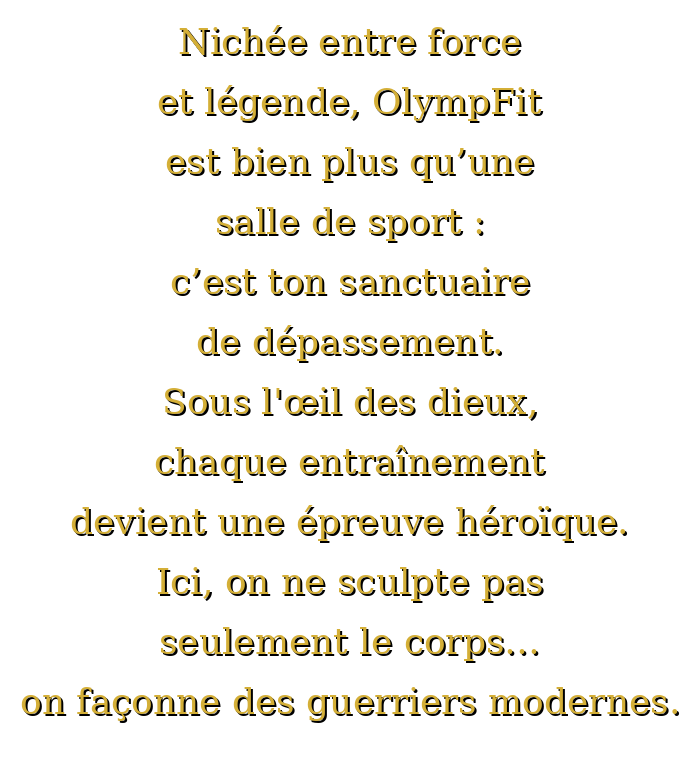 Nichée entre force
et légende, OlympFit
est bien plus qu’une
salle de sport :
c’est ton sanctuaire
de dépassement.
Sous l'œil des dieux,
chaque entraînement
devient une épreuve héroïque.
Ici, on ne sculpte pas
seulement le corps…
on façonne des guerriers modernes.